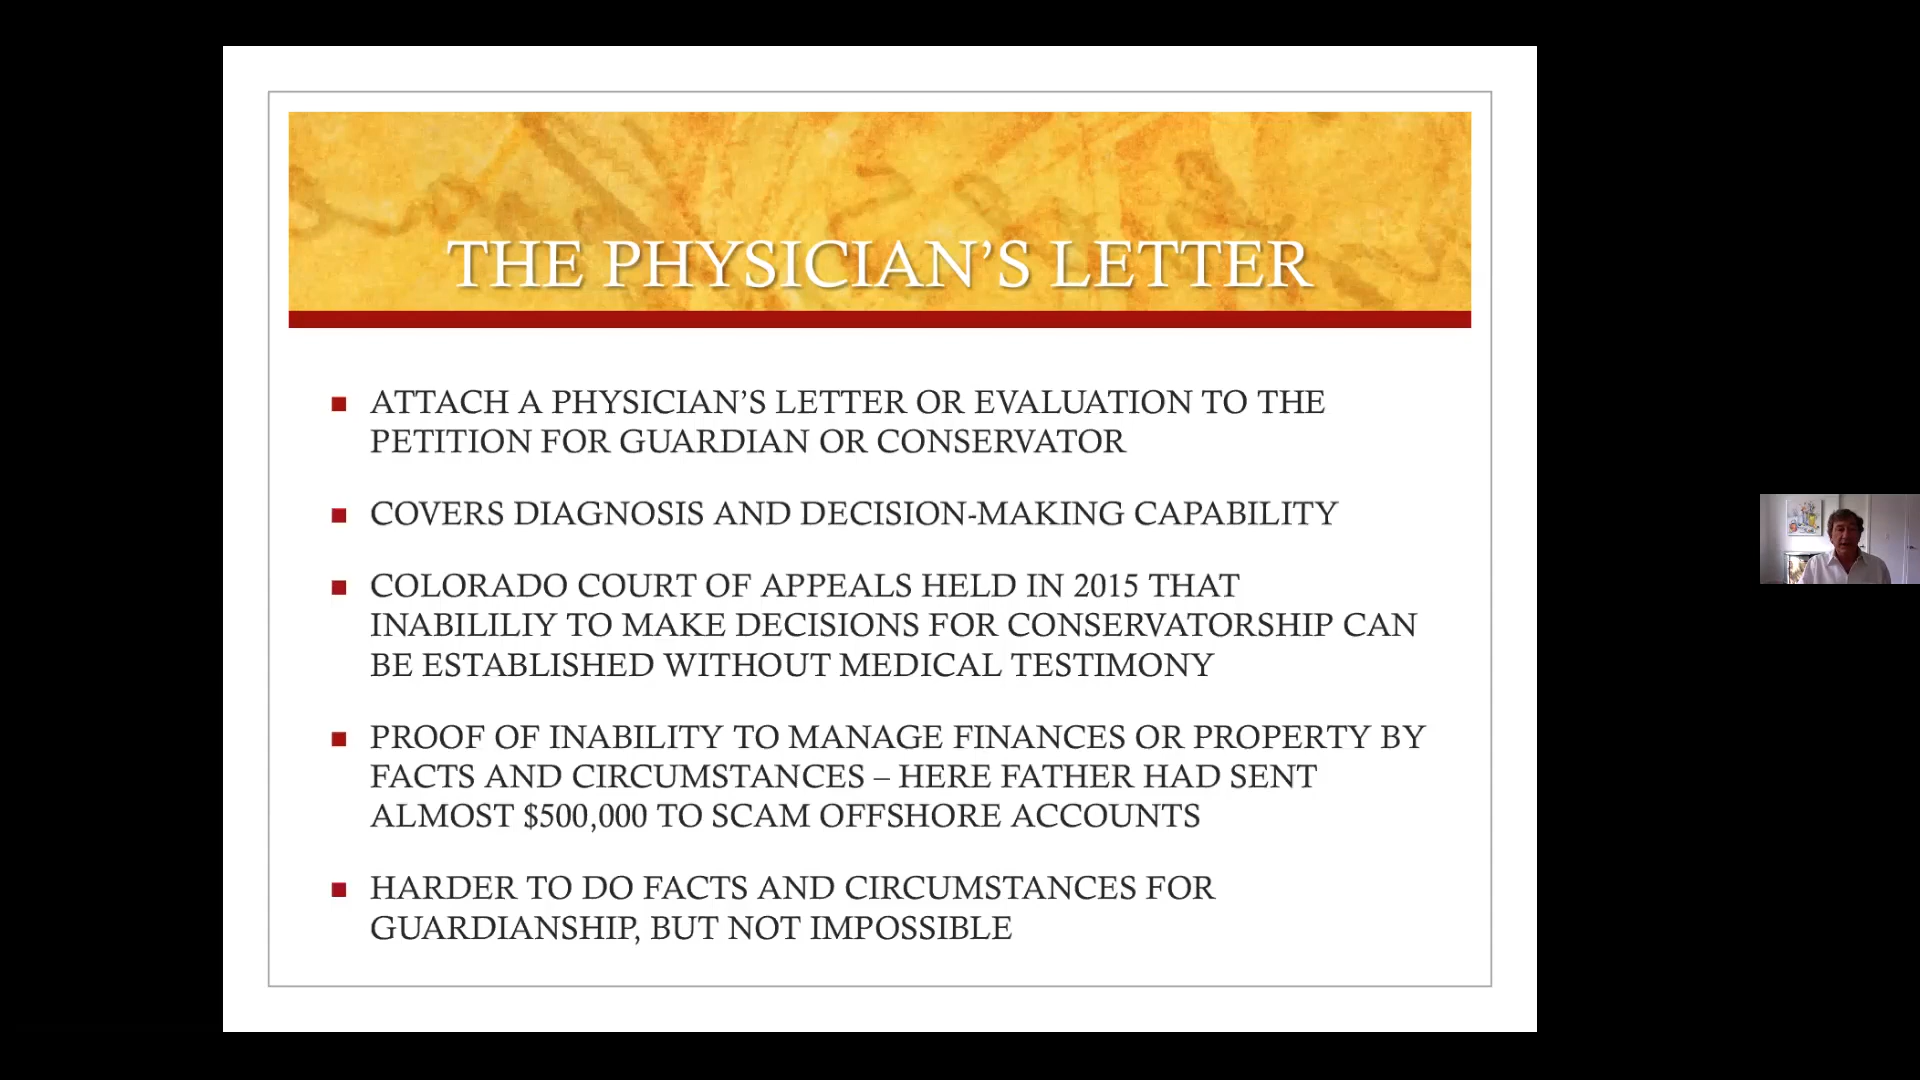 THE PHYSICIAN’S LETTER
ATTACH A PHYSICIAN’S LETTER OR EVALUATION TO THE
PETITION FOR GUARDIAN OR CONSERVATOR
COVERS DIAGNOSIS AND DECISION-MAKING CAPABILITY
COLORADO COURT OF APPEALS HELD IN 2015 THAT
INABILILIY TO MAKE DECISIONS FOR CONSERVATORSHIP CAN
BE ESTABLISHED WITHOUT MEDICAL TESTIMONY
PROOF OF INABILITY TO MANAGE FINANCES OR PROPERTY BY
FACTS AND CIRCUMSTANCES – HERE FATHER HAD SENT
ALMOST $500,000 TO SCAM OFFSHORE ACCOUNTS
HARDER TO DO FACTS AND CIRCUMSTANCES FOR
GUARDIANSHIP, BUT NOT IMPOSSIBLE